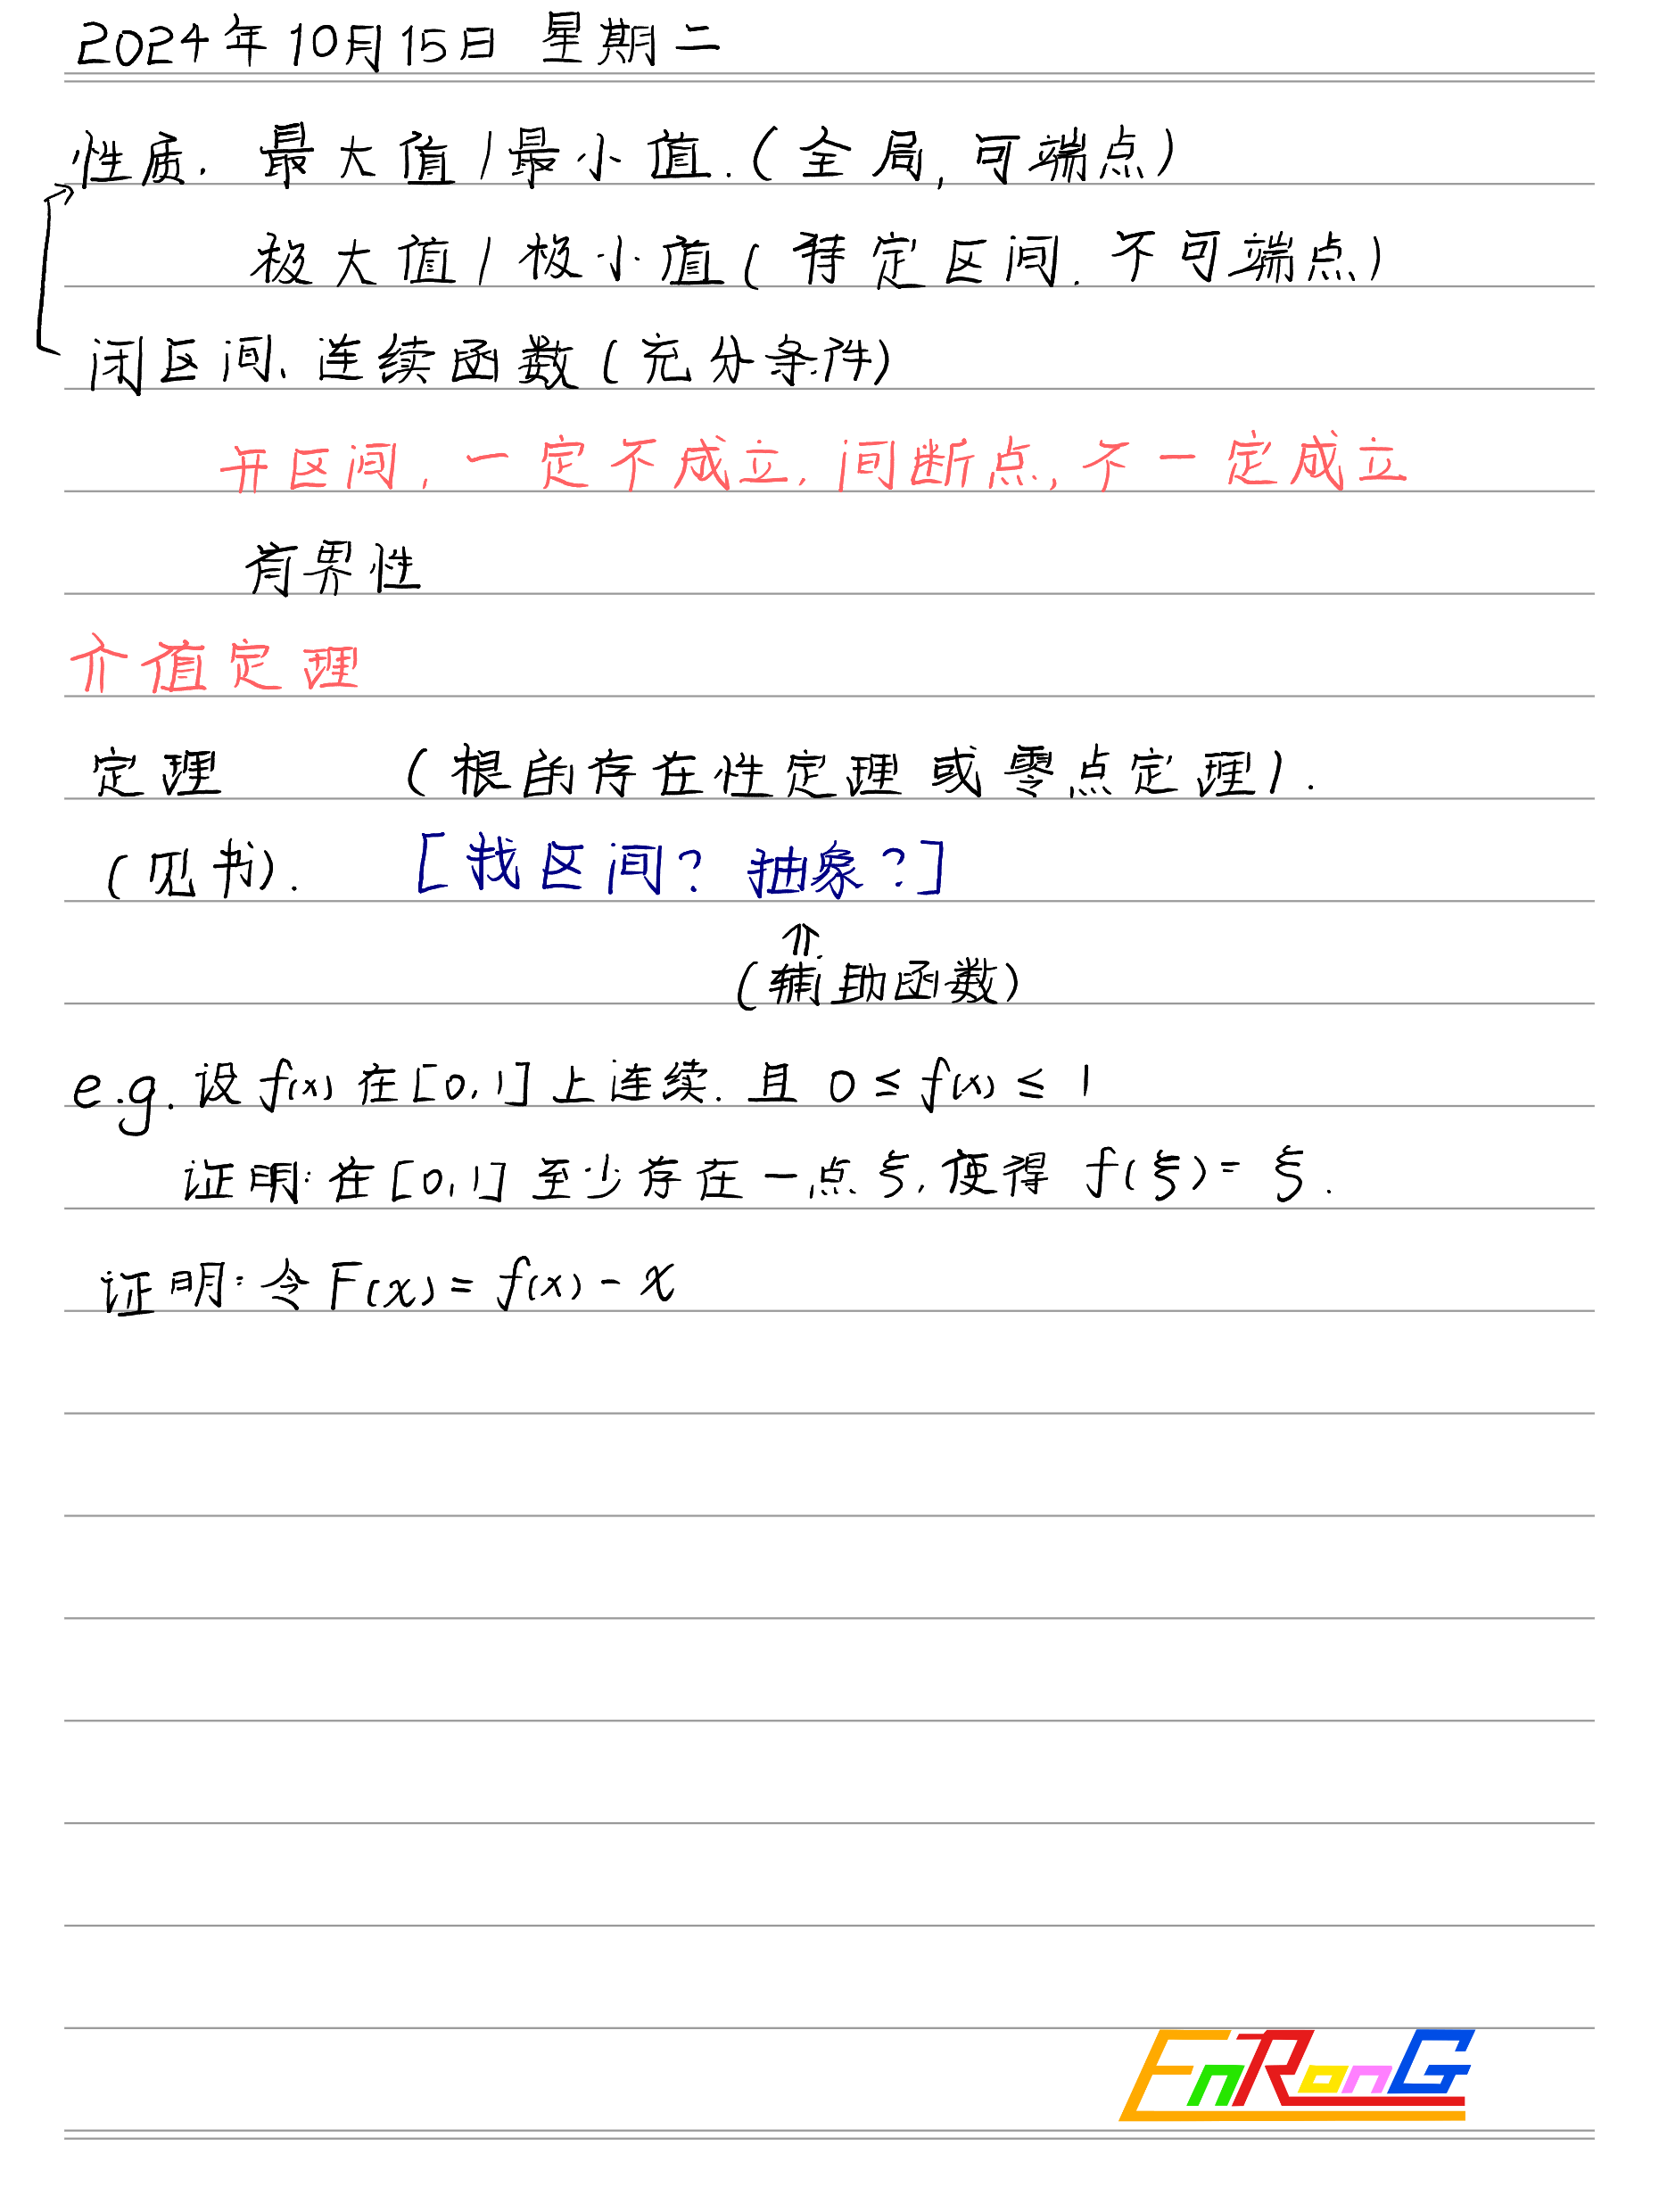 2024年10月15日 星期二
性质. 最大值/最小值.(全局,可端点)
极大值/极小值(特定区间.不可端点)
闭区间、连续函数(充分条件)
开区间,一定不成立.间断点,不一定成立
有界性
介值定理
定理 (根的存在性定理或零点定理).
(见书). [找区间? 抽象?]
⇑
(辅助函数)
e.g. 设f(x)在[0,1]上连续.且 0≤f(x)≤1
证明:在[0,1]至少存在一点ξ,使得 f(ξ)=ξ.
证明:令F(x)=f(x)-x
EnRonG